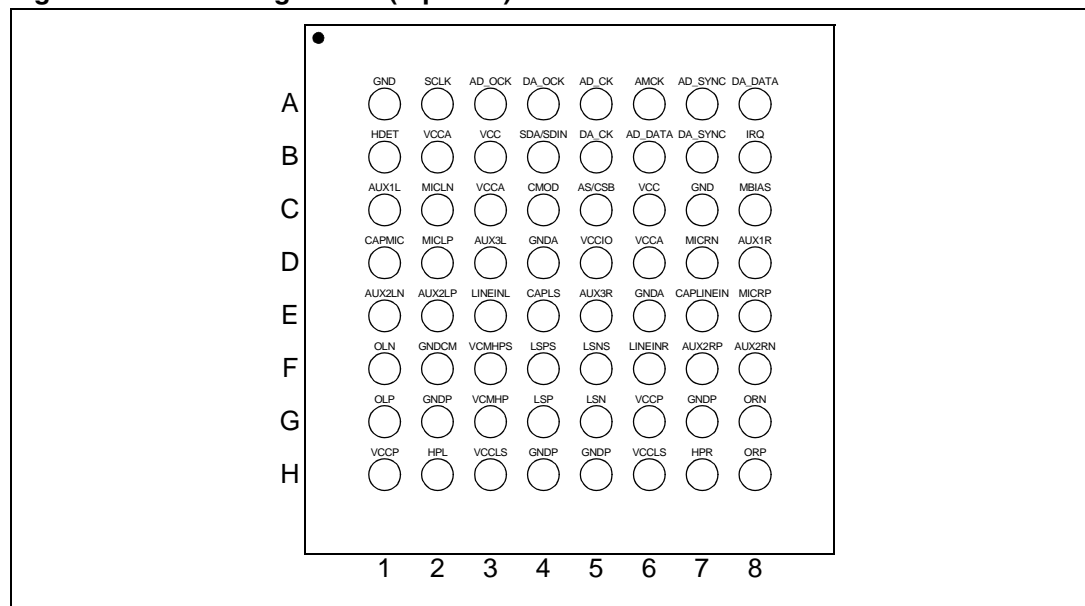 GND SCLK AD_OCK DA_OCK AD_CK AMCK AD_SYNC DA_DATA
A
HDET VCCA VCC SDA/SDIN DA_CK AD_DATA DA_SYNC IRQ
B
AUX1L MICLN VCCA CMOD AS/CSB VCC GND MBIAS
C
CAPMIC MICLP AUX3L GNDA VCCIO VCCA MICRN AUX1R
D
AUX2LN AUX2LP LINEINL CAPLS AUX3R GNDA CAPLINEIN MICRP
E
OLN GNDCM VCMHPS LSPS LSNS LINEINR AUX2RP AUX2RN
F
OLP GNDP VCMHP LSP LSN VCCP GNDP ORN
G
VCCP HPL VCCLS GNDP GNDP VCCLS HPR ORP
H
1 2 3 4 5 6 7 8